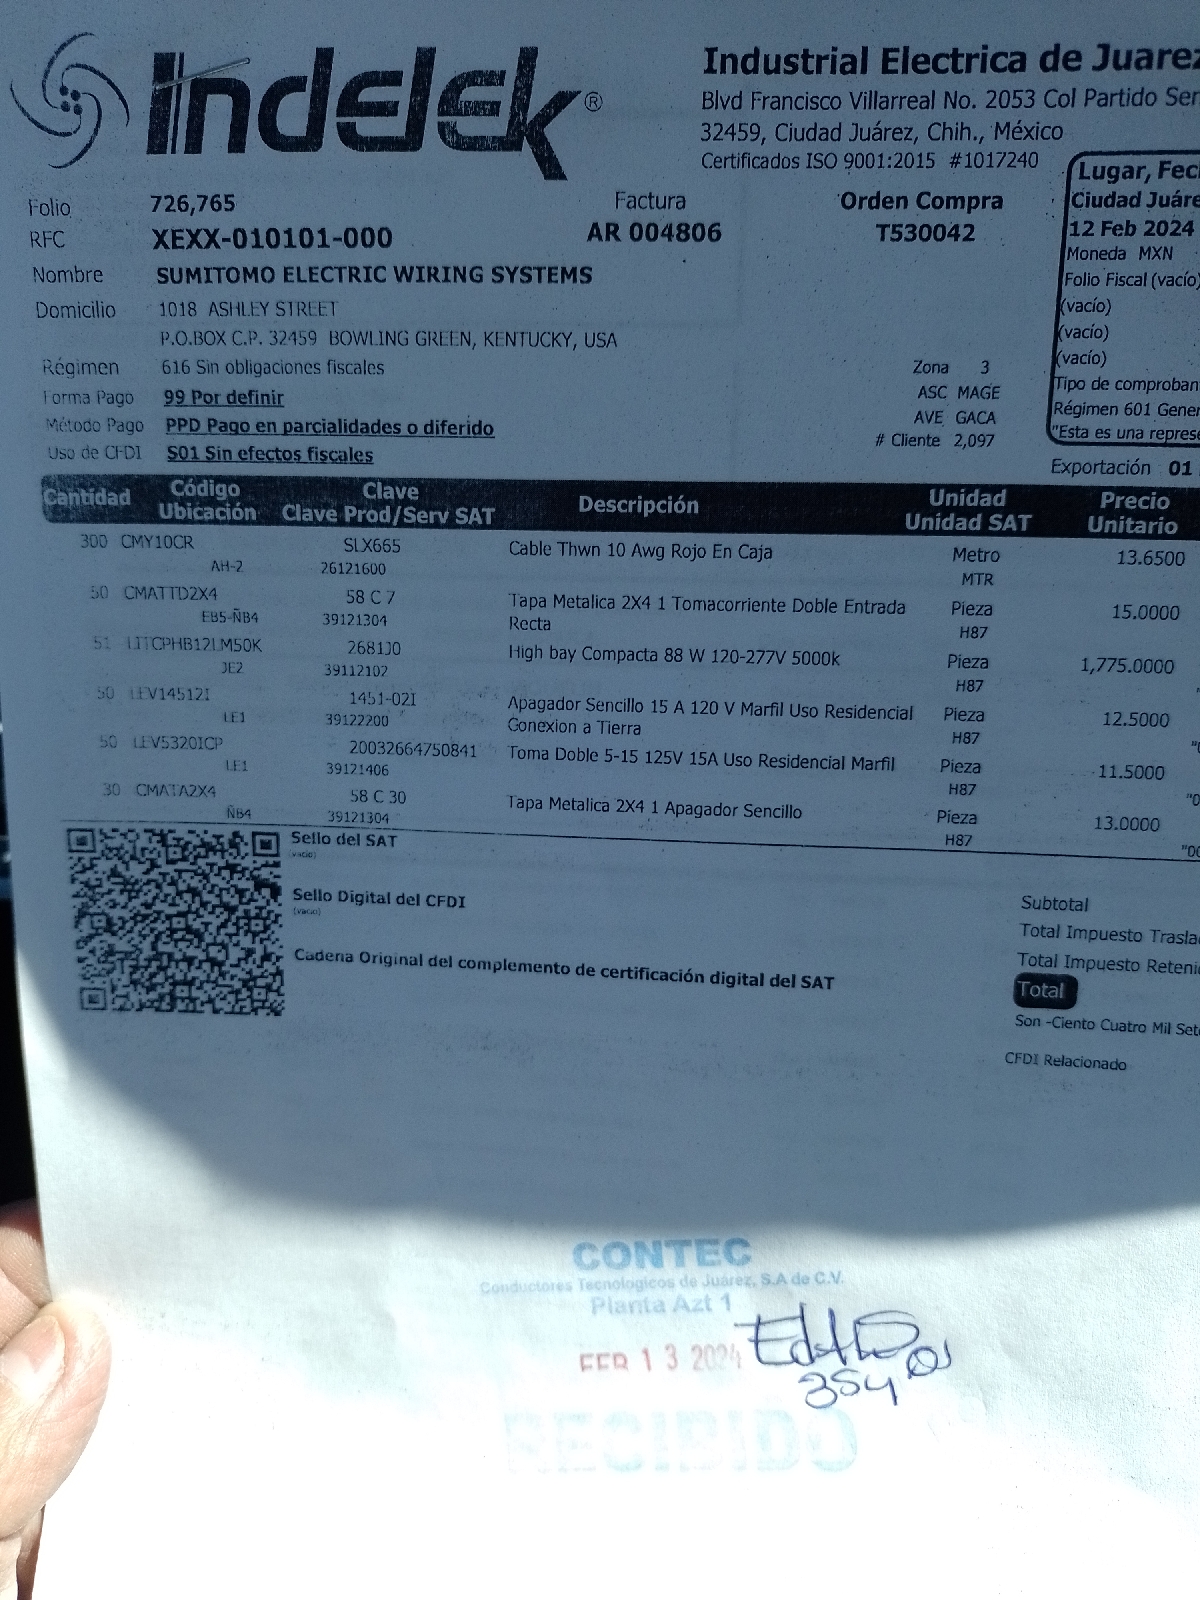 Indelek®
Industrial Electrica de Juarez
Blvd Francisco Villarreal No. 2053 Col Partido Ser
32459, Ciudad Juárez, Chih., México
Certificados ISO 9001:2015 #1017240
Lugar, Fec
Ciudad Juáre
12 Feb 2024
Moneda MXN
Folio Fiscal (vacío)
(vacío)
(vacío)
(vacío)
Tipo de comproban
Régimen 601 Gener
"Esta es una represe
Exportación 01
Folio 726,765
Factura
Orden Compra
RFC XEXX-010101-000
AR 004806
T530042
Nombre SUMITOMO ELECTRIC WIRING SYSTEMS
Domicilio 1018 ASHLEY STREET
P.O.BOX C.P. 32459 BOWLING GREEN, KENTUCKY, USA
Régimen 616 Sin obligaciones fiscales
Forma Pago 99 Por definir
Método Pago PPD Pago en parcialidades o diferido
Uso de CFDI S01 Sin efectos fiscales
Zona 3
ASC MAGE
AVE GACA
# Cliente 2,097
Cantidad Código Ubicación Clave Clave Prod/Serv SAT Descripción Unidad Unidad SAT Precio Unitario
300 CMY10CR SLX665 Cable Thwn 10 Awg Rojo En Caja Metro 13.6500
AH-2 26121600 MTR
50 CMATTD2X4 58 C 7 Tapa Metalica 2X4 1 Tomacorriente Doble Entrada Pieza 15.0000
EB5-ÑB4 39121304 Recta H87
51 LITCPHB12LM50K 2681J0 High bay Compacta 88 W 120-277V 5000k Pieza 1,775.0000
JE2 39112102 H87
50 LEV14512I 1451-02I Apagador Sencillo 15 A 120 V Marfil Uso Residencial Pieza 12.5000
LE1 39122200 Conexion a Tierra H87
50 LEV5320ICP 20032664750841 Toma Doble 5-15 125V 15A Uso Residencial Marfil Pieza 11.5000
LE1 39121406 H87
30 CMATA2X4 58 C 30 Tapa Metalica 2X4 1 Apagador Sencillo Pieza 13.0000
ÑB4 39121304 H87
Sello del SAT
(vacío)
Sello Digital del CFDI
(vacío)
Cadena Original del complemento de certificación digital del SAT
Subtotal
Total Impuesto Trasla
Total Impuesto Reteni
Total
Son -Ciento Cuatro Mil Sete
CFDI Relacionado
CONTEC
Conductores Tecnologicos de Juárez, S.A de C.V.
Planta Azt 1
FEB 13 2024
354
RECIBIDO